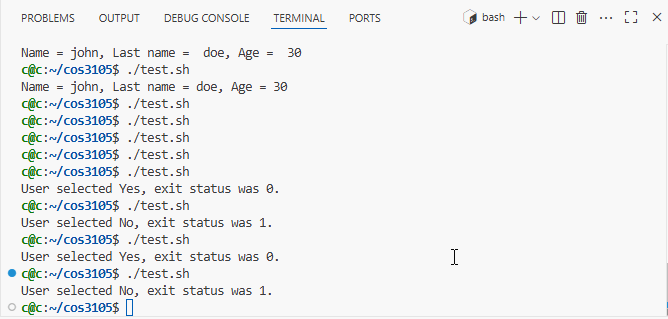 PROBLEMS OUTPUT DEBUG CONSOLE TERMINAL PORTS bash
Name = john, Last name =  doe, Age =  30
c@c:~/cos3105$ ./test.sh
Name = john, Last name = doe, Age = 30
c@c:~/cos3105$ ./test.sh
c@c:~/cos3105$ ./test.sh
c@c:~/cos3105$ ./test.sh
c@c:~/cos3105$ ./test.sh
c@c:~/cos3105$ ./test.sh
User selected Yes, exit status was 0.
c@c:~/cos3105$ ./test.sh
User selected No, exit status was 1.
c@c:~/cos3105$ ./test.sh
User selected Yes, exit status was 0.
c@c:~/cos3105$ ./test.sh
User selected No, exit status was 1.
c@c:~/cos3105$